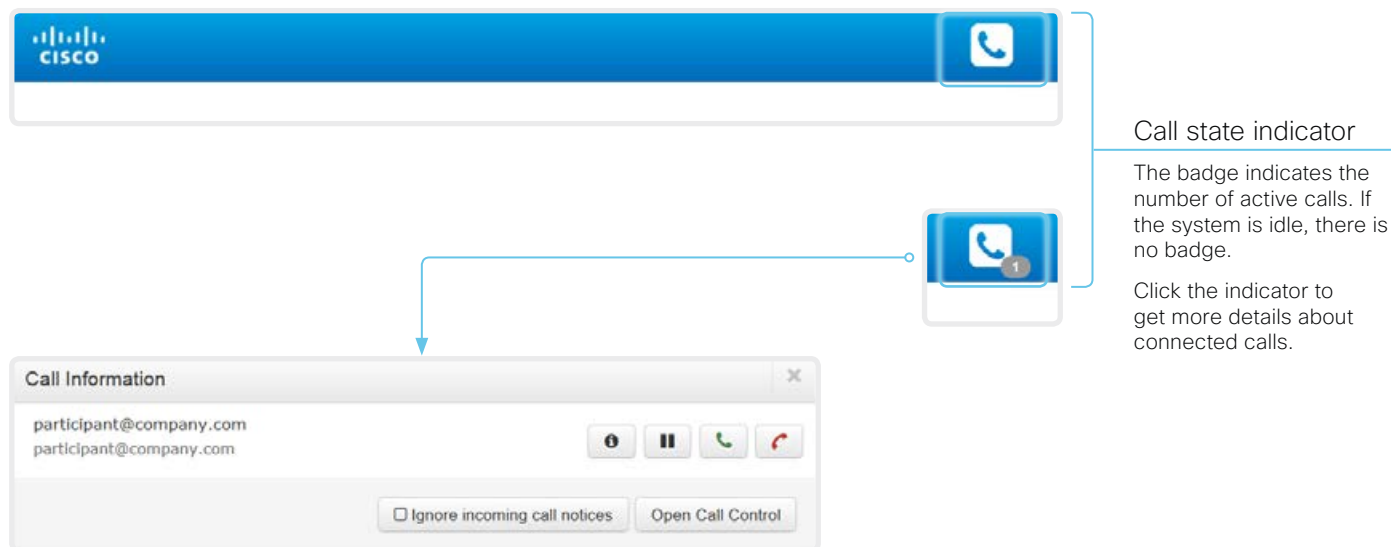 CISCO
Call state indicator
The badge indicates the
number of active calls. If
the system is idle, there is
no badge.
Click the indicator to
get more details about
connected calls.
1
Call Information
participant@company.com
participant@company.com
Ignore incoming call notices
Open Call Control